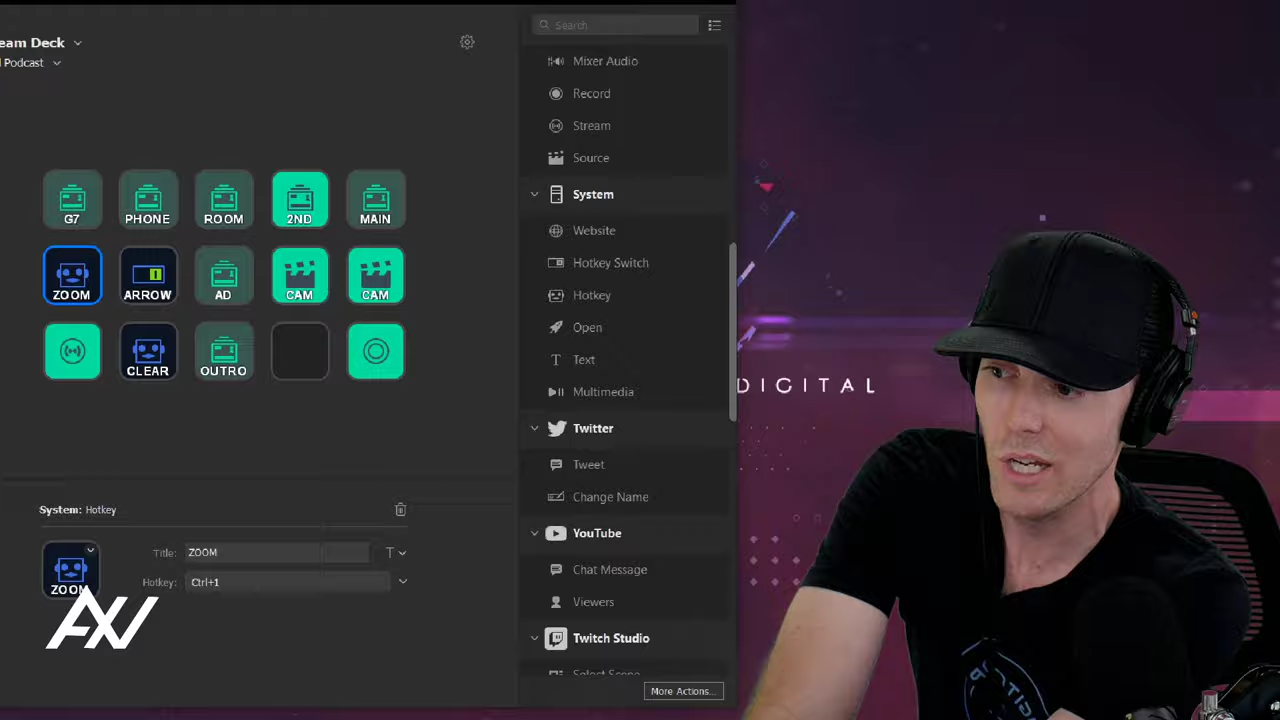 eam Deck
Podcast
Search
Mixer Audio
Record
Stream
Source
System
Website
Hotkey Switch
Hotkey
Open
Text
Multimedia
Twitter
Tweet
Change Name
YouTube
Chat Message
Viewers
Twitch Studio
Select Scene
More Actions...
G7 PHONE ROOM 2ND MAIN
ZOOM ARROW AD CAM CAM
CLEAR OUTRO
System: Hotkey
Title: ZOOM
Hotkey: Ctrl+1
ZOOM
DIGITAL